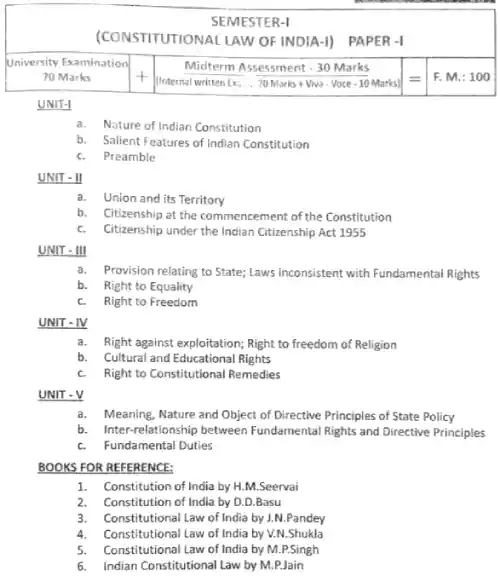 SEMESTER-I
(CONSTITUTIONAL LAW OF INDIA-I) PAPER -I
University Examination 70 Marks + Midterm Assessment - 30 Marks = F. M.: 100
(Internal written 70 Marks + Viva - Voce - 10 Marks)
UNIT-I
a. Nature of Indian Constitution
b. Salient Features of Indian Constitution
c. Preamble
UNIT - II
a. Union and its Territory
b. Citizenship at the commencement of the Constitution
c. Citizenship under the Indian Citizenship Act 1955
UNIT - III
a. Provision relating to State; Laws inconsistent with Fundamental Rights
b. Right to Equality
c. Right to Freedom
UNIT - IV
a. Right against exploitation; Right to freedom of Religion
b. Cultural and Educational Rights
c. Right to Constitutional Remedies
UNIT - V
a. Meaning, Nature and Object of Directive Principles of State Policy
b. Inter-relationship between Fundamental Rights and Directive Principles
c. Fundamental Duties
BOOKS FOR REFERENCE:
1. Constitution of India by H.M.Seervai
2. Constitution of India by D.D.Basu
3. Constitutional Law of India by J.N.Pandey
4. Constitutional Law of India by V.N.Shukla
5. Constitutional Law of India by M.P.Singh
6. Indian Constitutional Law by M.P.Jain